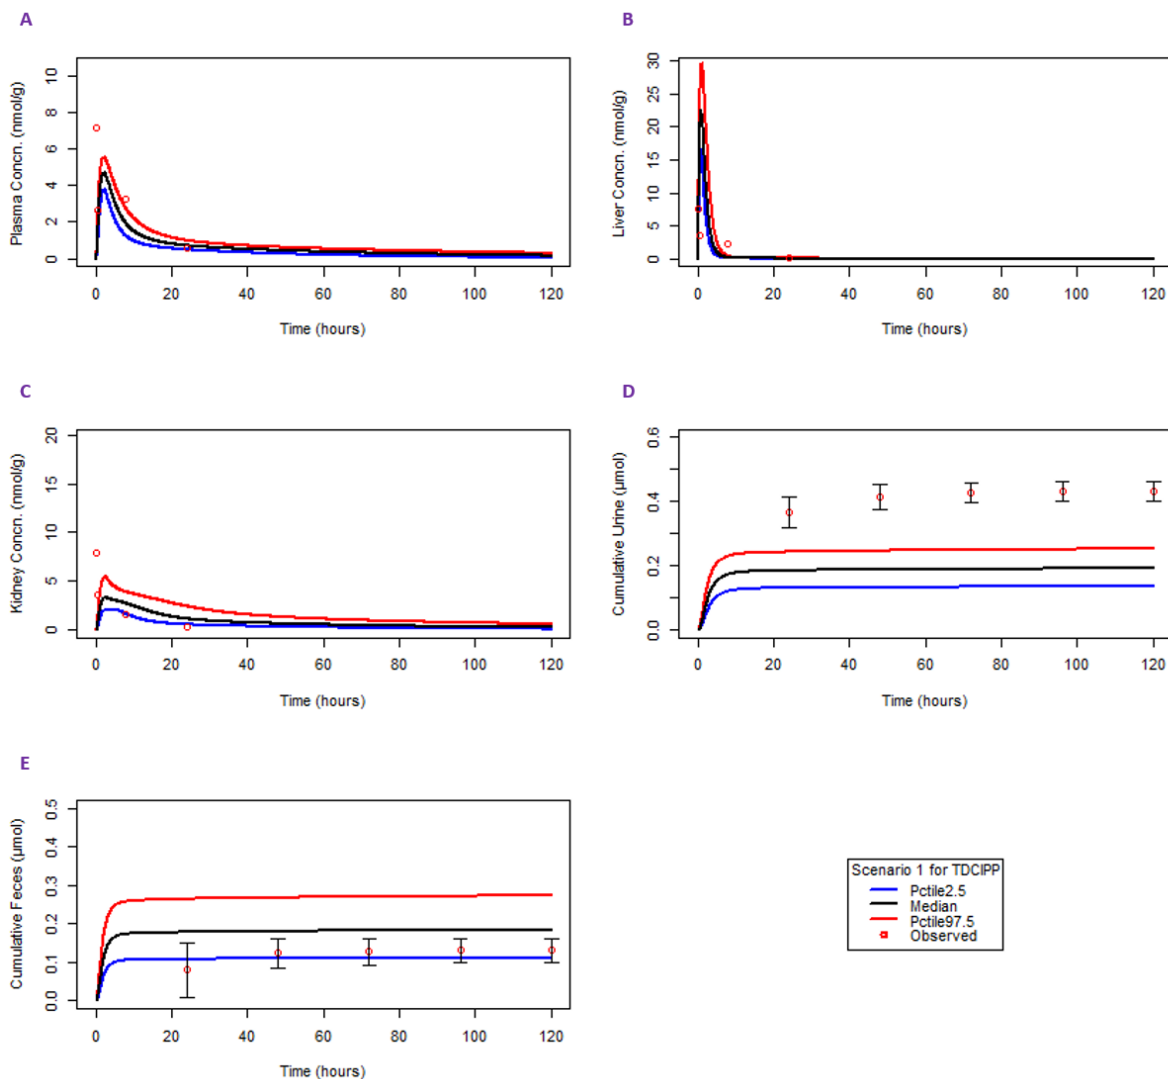 A
Plasma Concn. (nmol/g)
10
8
6
4
2
0
0 20 40 60 80 100 120
Time (hours)
B
Liver Concn. (nmol/g)
30
25
20
15
10
5
0
0 20 40 60 80 100 120
Time (hours)
C
Kidney Concn. (nmol/g)
20
15
10
5
0
0 20 40 60 80 100 120
Time (hours)
D
Cumulative Urine (µmol)
0.6
0.4
0.2
0.0
0 20 40 60 80 100 120
Time (hours)
E
Cumulative Feces (µmol)
0.5
0.4
0.3
0.2
0.1
0.0
0 20 40 60 80 100 120
Time (hours)
Scenario 1 for TDCIPP
Pctile2.5
Median
Pctile97.5
Observed